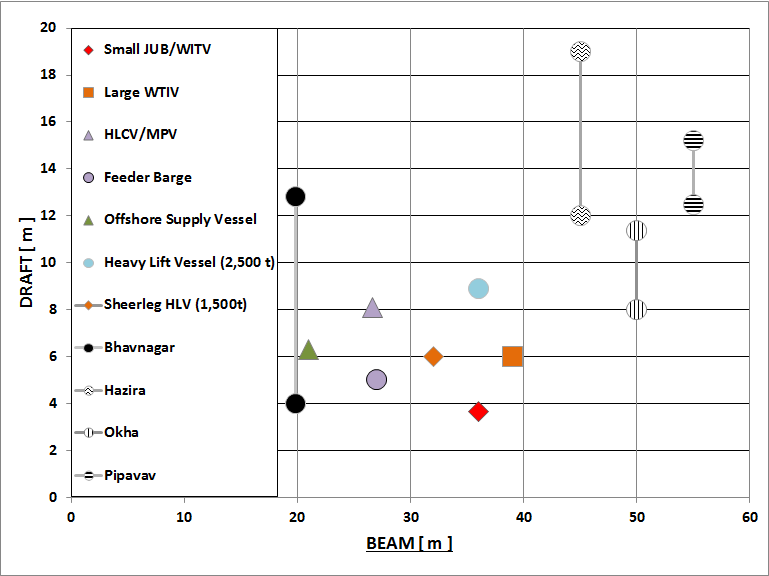 20
18
16
14
12
10
8
6
4
2
0
DRAFT [ m ]
Small JUB/WITV
Large WTIV
HLCV/MPV
Feeder Barge
Offshore Supply Vessel
Heavy Lift Vessel (2,500 t)
Sheerleg HLV (1,500t)
Bhavnagar
Hazira
Okha
Pipavav
0 10 20 30 40 50 60
BEAM [ m ]